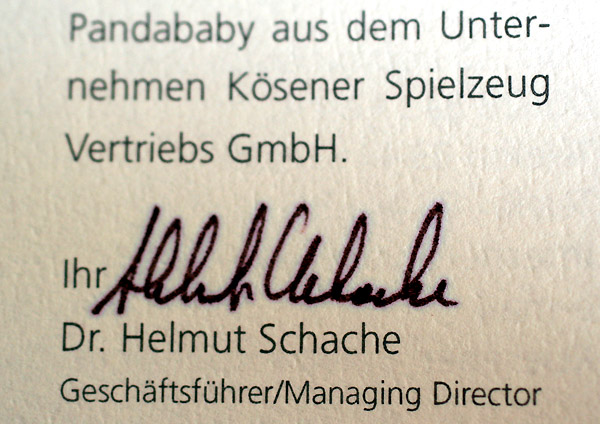 Pandababy aus dem Unter-
nehmen Kösener Spielzeug
Vertriebs GmbH.
Ihr
Dr. Helmut Schache
Geschäftsführer/Managing Director